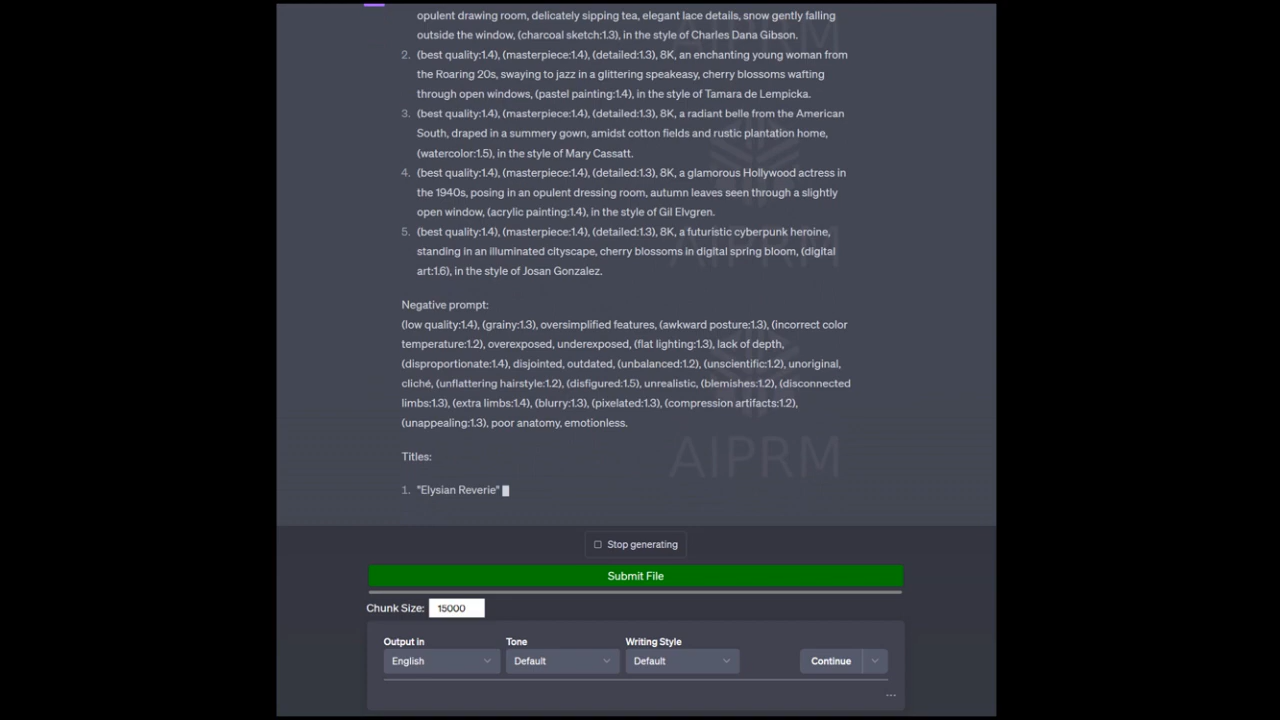 opulent drawing room, delicately sipping tea, elegant lace details, snow gently falling
outside the window, (charcoal sketch:1.3), in the style of Charles Dana Gibson.
2. (best quality:1.4), (masterpiece:1.4), (detailed:1.3), 8K, an enchanting young woman from
the Roaring 20s, swaying to jazz in a glittering speakeasy, cherry blossoms wafting
through open windows, (pastel painting:1.4), in the style of Tamara de Lempicka.
3. (best quality:1.4), (masterpiece:1.4), (detailed:1.3), 8K, a radiant belle from the American
South, draped in a summery gown, amidst cotton fields and rustic plantation home,
(watercolor:1.5), in the style of Mary Cassatt.
4. (best quality:1.4), (masterpiece:1.4), (detailed:1.3), 8K, a glamorous Hollywood actress in
the 1940s, posing in an opulent dressing room, autumn leaves seen through a slightly
open window, (acrylic painting:1.4), in the style of Gil Elvgren.
5. (best quality:1.4), (masterpiece:1.4), (detailed:1.3), 8K, a futuristic cyberpunk heroine,
standing in an illuminated cityscape, cherry blossoms in digital spring bloom, (digital
art:1.6), in the style of Josan Gonzalez.
Negative prompt:
(low quality:1.4), (grainy:1.3), oversimplified features, (awkward posture:1.3), (incorrect color
temperature:1.2), overexposed, underexposed, (flat lighting:1.3), lack of depth,
(disproportionate:1.4), disjointed, outdated, (unbalanced:1.2), (unscientific:1.2), unoriginal,
cliché, (unflattering hairstyle:1.2), (disfigured:1.5), unrealistic, (blemishes:1.2), (disconnected
limbs:1.3), (extra limbs:1.4), (blurry:1.3), (pixelated:1.3), (compression artifacts:1.2),
(unappealing:1.3), poor anatomy, emotionless.
Titles:
1. "Elysian Reverie"
AIPRM
AIPRM
AIPRM
Stop generating
Submit File
Chunk Size: 15000
Output in Tone Writing Style
English Default Default Continue
...